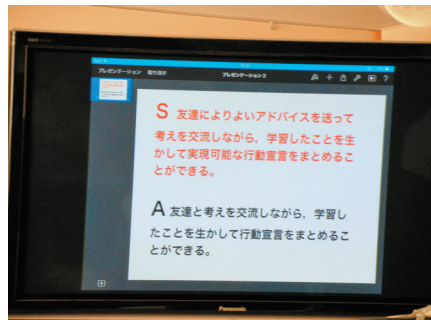 プレゼンテーション 取り消す プレゼンテーション 2
S 友達によりよいアドバイスを送って
考えを交流しながら、学習したことを生
かして実現可能な行動宣言をまとめるこ
とができる。
A 友達と考えを交流しながら、学習し
たことを生かして行動宣言をまとめるこ
とができる。
Panasonic